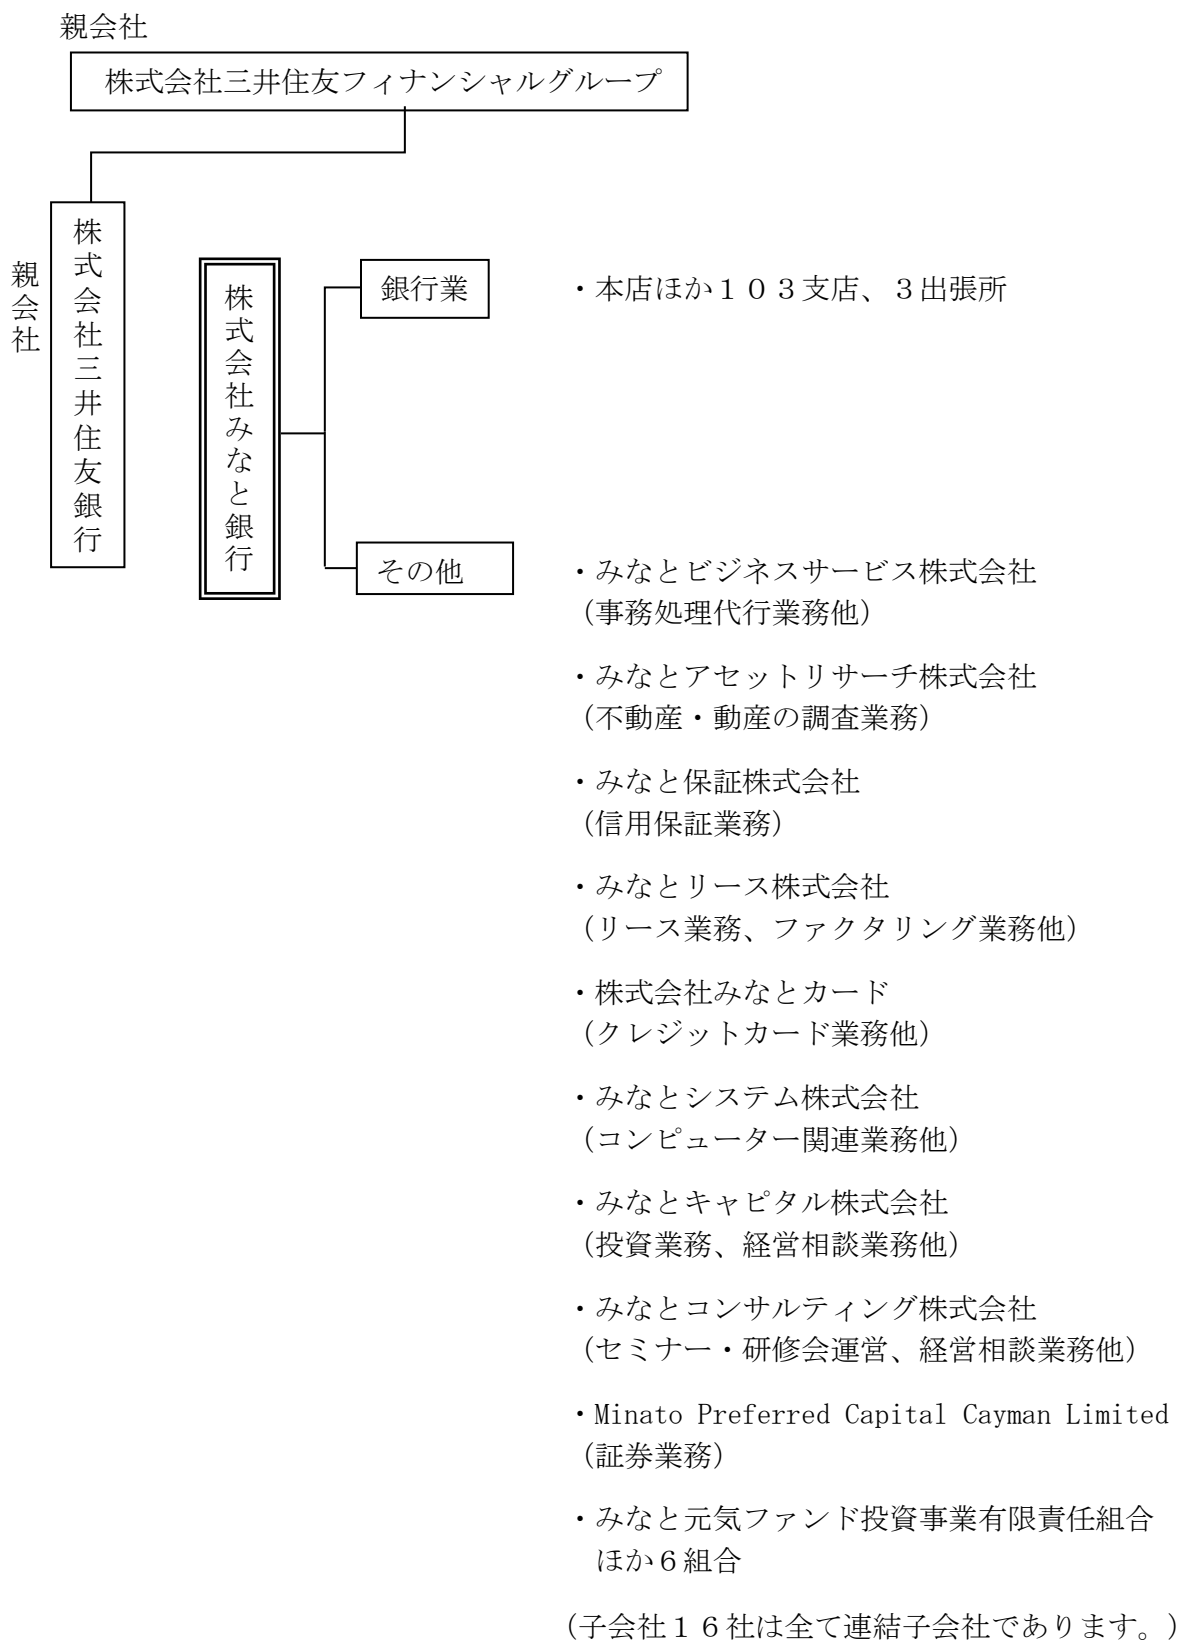 親会社
株式会社三井住友フィナンシャルグループ
親会社
株式会社三井住友銀行
株式会社みなと銀行
銀行業
・本店ほか１０３支店、３出張所
その他
・みなとビジネスサービス株式会社
（事務処理代行業務他）
・みなとアセットリサーチ株式会社
（不動産・動産の調査業務）
・みなと保証株式会社
（信用保証業務）
・みなとリース株式会社
（リース業務、ファクタリング業務他）
・株式会社みなとカード
（クレジットカード業務他）
・みなとシステム株式会社
（コンピューター関連業務他）
・みなとキャピタル株式会社
（投資業務、経営相談業務他）
・みなとコンサルティング株式会社
（セミナー・研修会運営、経営相談業務他）
・Minato Preferred Capital Cayman Limited
（証券業務）
・みなと元気ファンド投資事業有限責任組合
ほか６組合
（子会社１６社は全て連結子会社であります。）